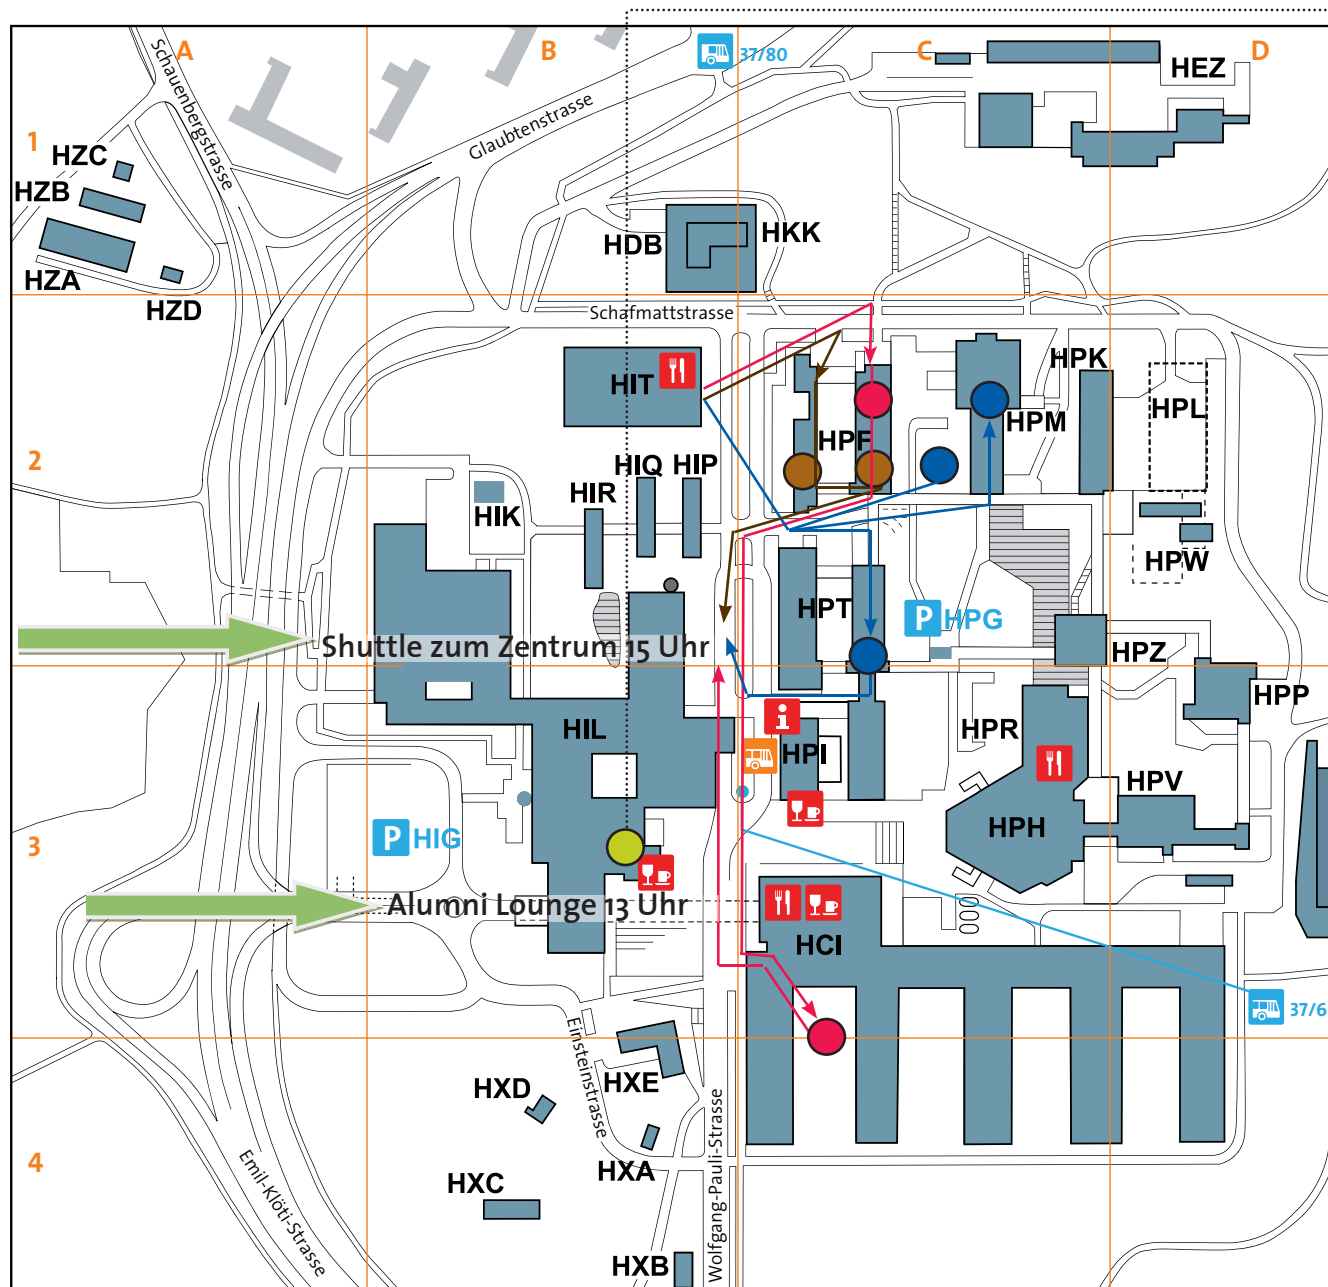 A
B
C
D
37/80
HEZ
Schauenbergstrasse
Glaubtenstrasse
1
HZC
HZB
HZA
HZD
HDB
HKK
Schafmattstrasse
HIT
HPK
HPL
HPM
HPF
2
HIQ
HIP
HIR
HIK
HPW
HPT
P HPG
HPZ
Shuttle zum Zentrum 15 Uhr
HPP
HIL
HPR
HPI
HPV
HPH
3
P HIG
Alumni Lounge 13 Uhr
HCI
37/6
Einsteinstrasse
HXE
HXD
HXA
HXC
4
Emil-Klöti-Strasse
Wolfgang-Pauli-Strasse
HXB